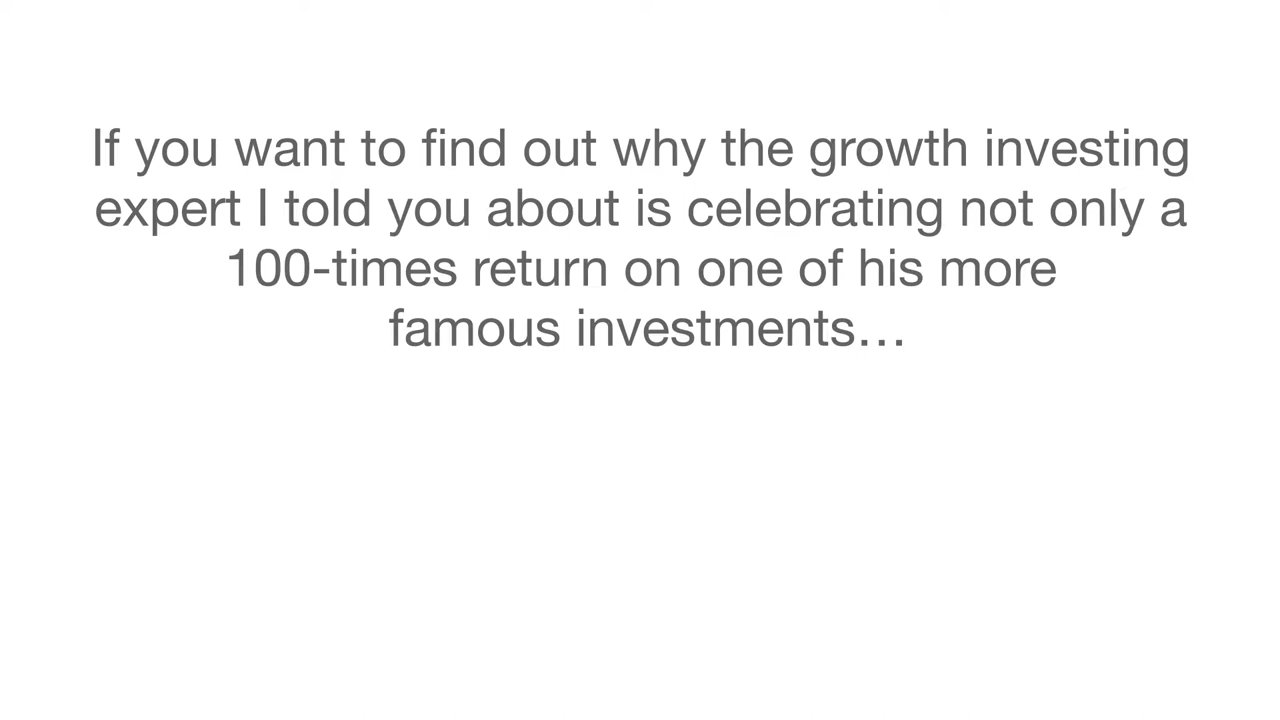 If you want to find out why the growth investing
expert I told you about is celebrating not only a
100-times return on one of his more
famous investments…